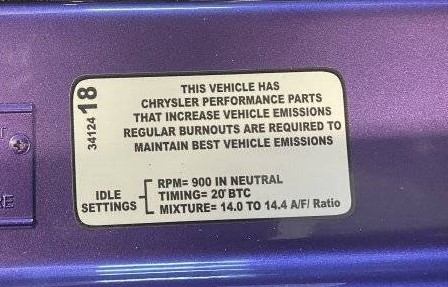 34124 18
THIS VEHICLE HAS
CHRYSLER PERFORMANCE PARTS
THAT INCREASE VEHICLE EMISSIONS
REGULAR BURNOUTS ARE REQUIRED TO
MAINTAIN BEST VEHICLE EMISSIONS
IDLE SETTINGS
RPM= 900 IN NEUTRAL
TIMING= 20° BTC
MIXTURE= 14.0 TO 14.4 A/F/ Ratio